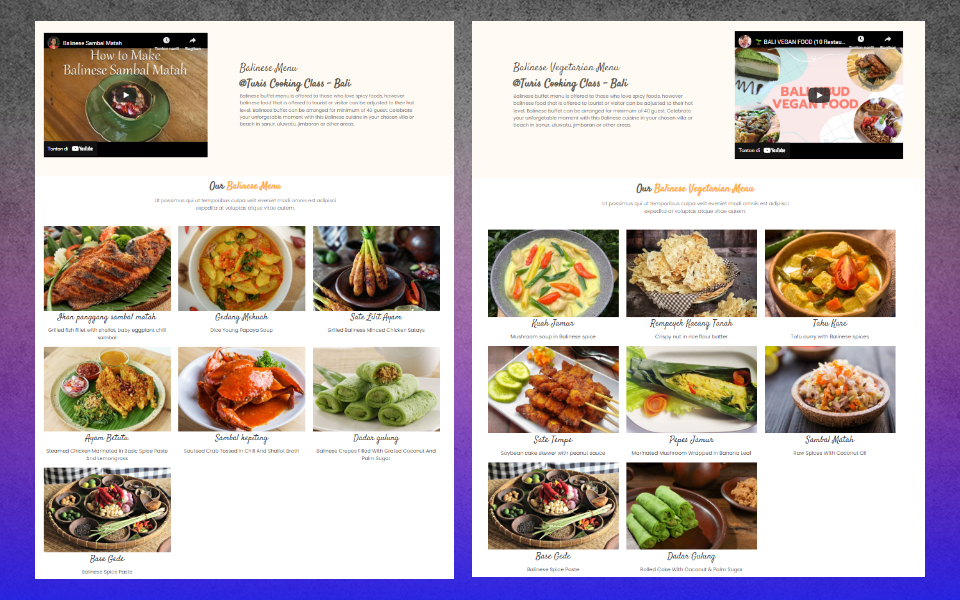 Balinese Sambal Matah
Tonton nanti
Bagikan
How to Make
Balinese Sambal Matah
Tonton di YouTube
Balinese Menu
@Turis Cooking Class - Bali
Balinese buffet menu is offered to those who love spicy foods, however
balinese food that is offered to tourist or visitor can be adjusted to their hot
level. Balinese buffet can be arranged for minimum of 40 guest. Celebrate
your unforgetable moment with this Balinese cuisine in your chosen villa or
beach in sanur, uluwatu, jimbaran or other areas.
Our Balinese Menu
Ut possimus qui ut temporibus culpa velit eveniet modi omnis est adipisci
expedita at voluptas atque vitae autem.
Ikan panggang sambal matah
Grilled fish fillet with shallot, baby eggplant chili
sambal
Gedang Mekuah
Dice Young Papaya Soup
Sate Lilit Ayam
Grilled Balinese Minced Chicken Satays
Ayam Betutu
Steamed Chicken Marinated In Basic Spice Paste
And Lemongrass
Sambal kepiting
Sauteed Crab Tossed In Chili And Shallot Broth
Dadar gulung
Balinese Crapes Filled With Grated Coconut And
Palm Sugar
Base Gede
Balinese Spice Paste
BALI VEGAN FOOD (10 Restau...
Tonton nanti
Bagikan
VEGAN FOOD
Tonton di YouTube
Balinese Vegetarian Menu
@Turis Cooking Class - Bali
Balinese buffet menu is offered to those who love spicy foods, however
balinese food that is offered to tourist or visitor can be adjusted to their hot
level. Balinese buffet can be arranged for minimum of 40 guest. Celebrate
your unforgetable moment with this Balinese cuisine in your chosen villa or
beach in sanur, uluwatu, jimbaran or other areas.
Our Balinese Vegetarian Menu
Ut possimus qui ut temporibus culpa velit eveniet modi omnis est adipisci
expedita at voluptas atque vitae autem.
Kuah Jamur
Mushroom soup in Balinese spice
Rempeyek Kacang Tanah
Crispy nut in rice flour batter
Tahu Kare
Tofu curry with Balinese spices
Sate Tempe
Soybean cake skewer with peanut sauce
Pepes Jamur
Marinated Mushroom Wrapped In Banana Leaf
Sambal Matah
Raw Spices With Coconut Oil
Base Gede
Balinese Spice Paste
Dadar Gulung
Rolled Cake With Coconut & Palm Sugar